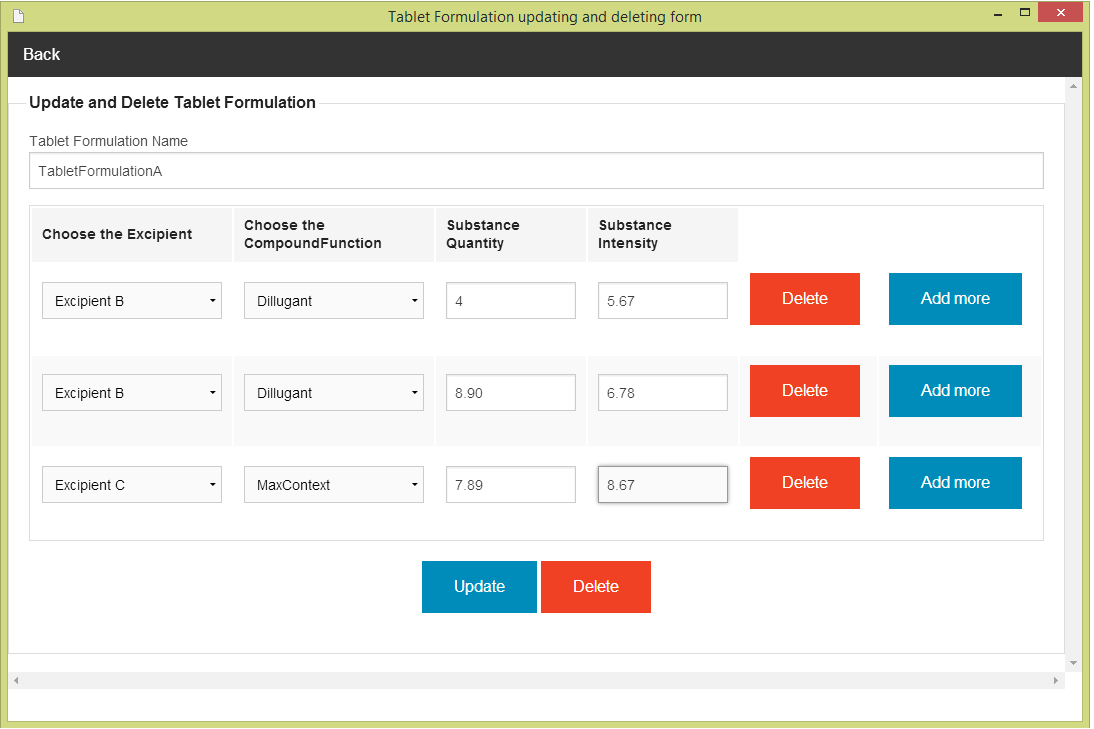 Tablet Formulation updating and deleting form
Back
Update and Delete Tablet Formulation
Tablet Formulation Name
TabletFormulationA
Choose the Excipient Choose the CompoundFunction Substance Quantity Substance Intensity
Excipient B Dillugant 4 5.67 Delete Add more
Excipient B Dillugant 8.90 6.78 Delete Add more
Excipient C MaxContext 7.89 8.67 Delete Add more
Update Delete